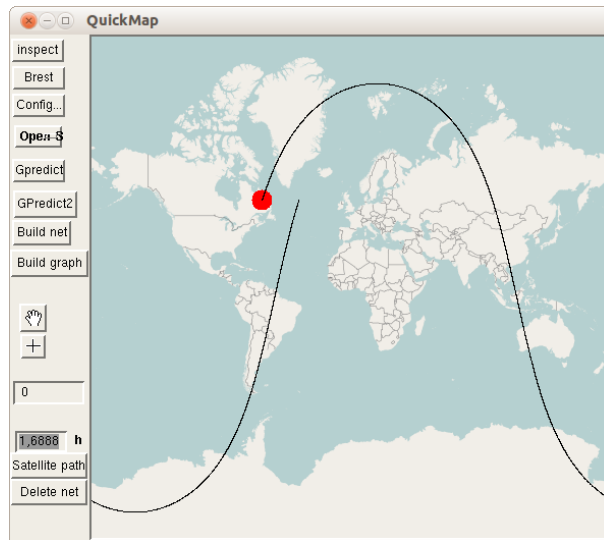 QuickMap
inspect
Brest
Config...
Open S
Gpredict
GPredict2
Build net
Build graph
0
1,6888 h
Satellite path
Delete net